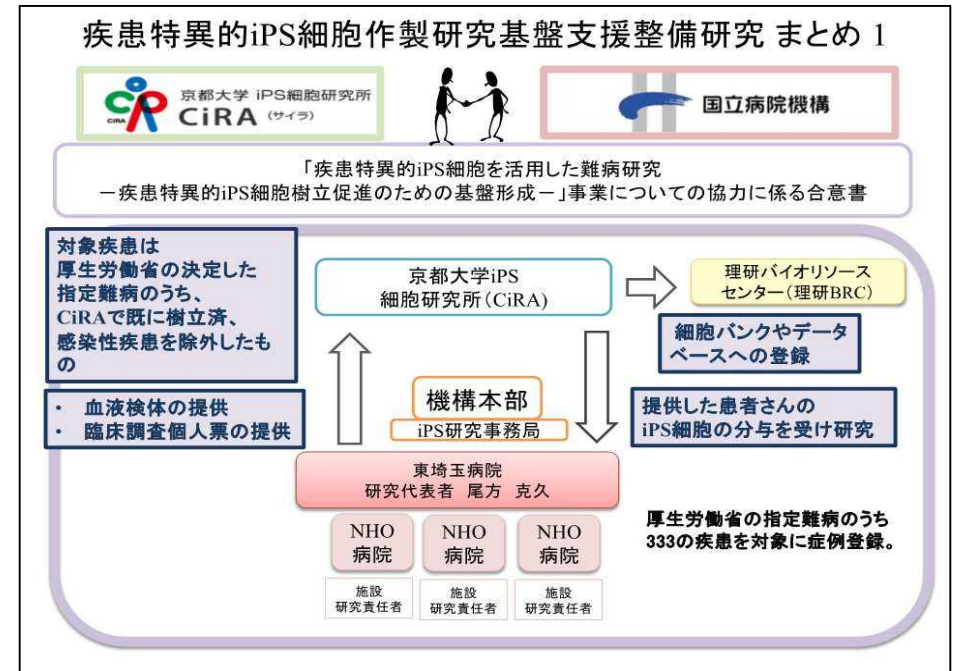 疾患特異的iPS細胞作製研究基盤支援整備研究 まとめ 1
京都大学 iPS細胞研究所
CiRA (サイラ)
CiRA
国立病院機構
「疾患特異的iPS細胞を活用した難病研究
－疾患特異的iPS細胞樹立促進のための基盤形成－」事業についての協力に係る合意書
対象疾患は
厚生労働省の決定した
指定難病のうち、
CiRAで既に樹立済、
感染性疾患を除外したも
の
京都大学iPS
細胞研究所(CiRA)
理研バイオリソース
センター(理研BRC)
細胞バンクやデータ
ベースへの登録
・ 血液検体の提供
・ 臨床調査個人票の提供
機構本部
iPS研究事務局
提供した患者さんの
iPS細胞の分与を受け研究
東埼玉病院
研究代表者 尾方 克久
NHO
病院
NHO
病院
NHO
病院
施設
研究責任者
施設
研究責任者
施設
研究責任者
厚生労働省の指定難病のうち
333の疾患を対象に症例登録。